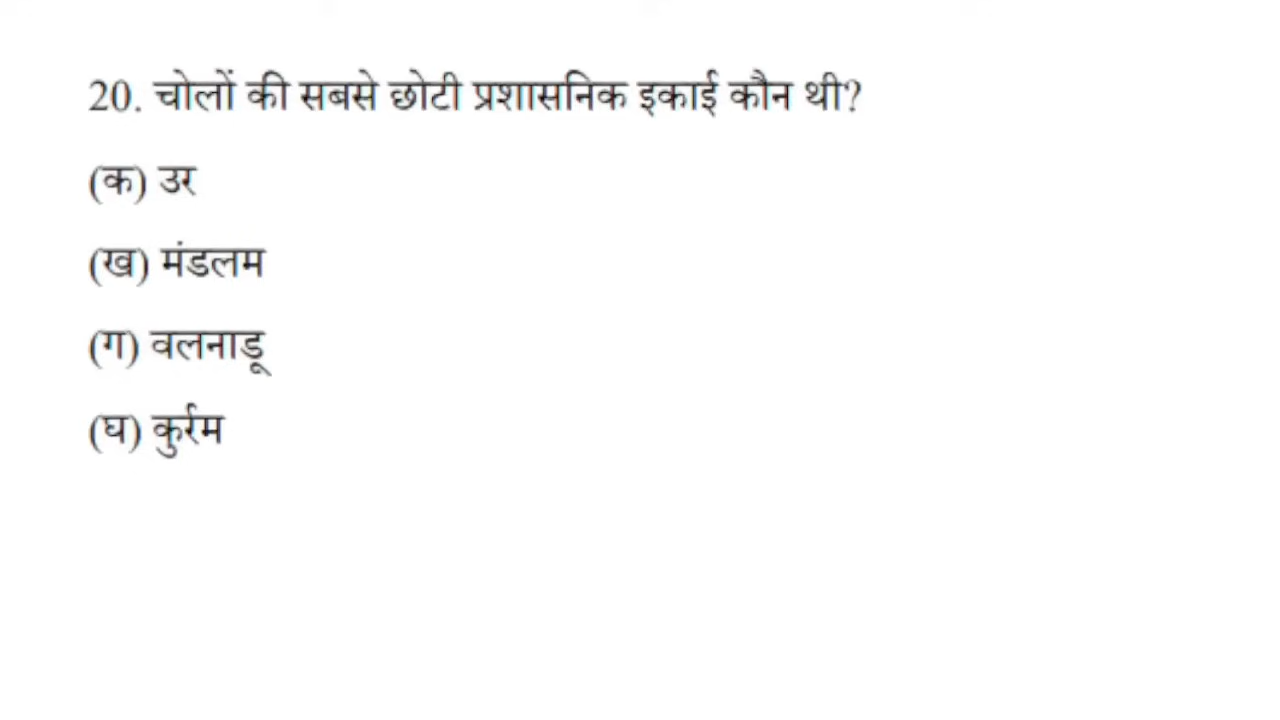 20. चोलों की सबसे छोटी प्रशासनिक इकाई कौन थी?
(क) उर
(ख) मंडलम
(ग) वलनाडू
(घ) कुर्रम